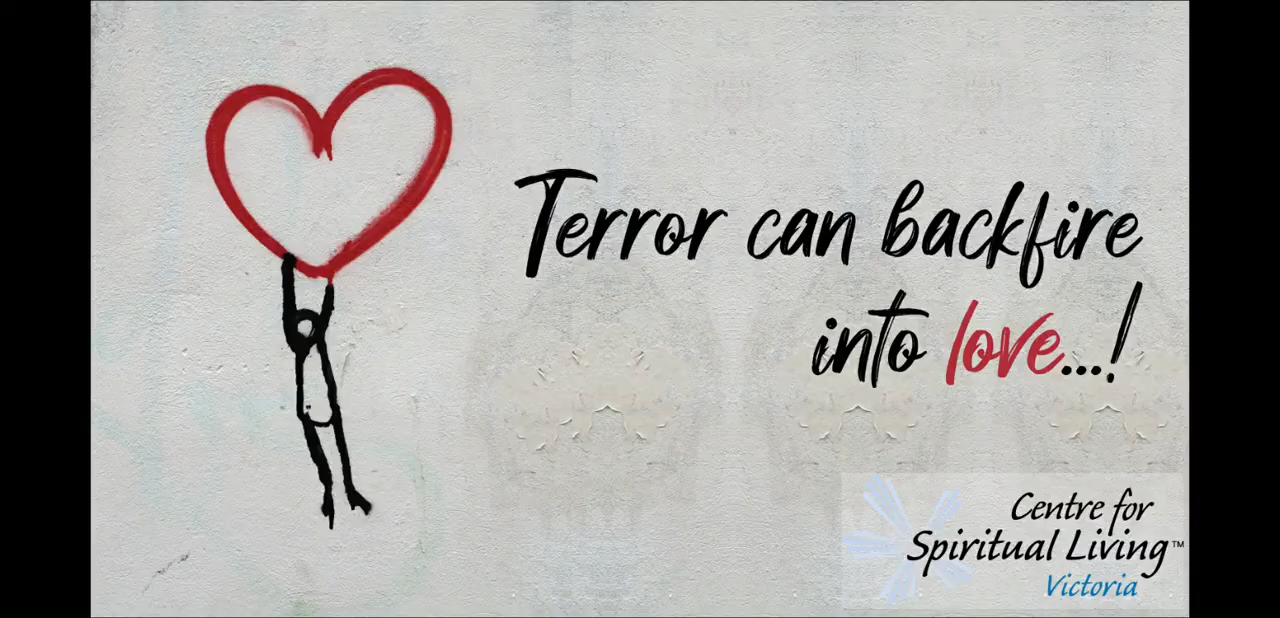 Terror can backfire
into love...!
Centre for
Spiritual Living™
Victoria